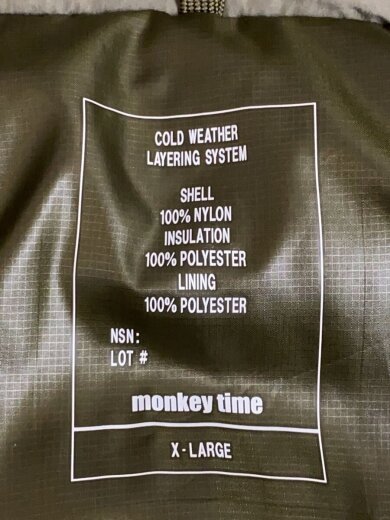 COLD WEATHER
LAYERING SYSTEM
SHELL
100% NYLON
INSULATION
100% POLYESTER
LINING
100% POLYESTER
NSN:
LOT #
monkey time
X-LARGE